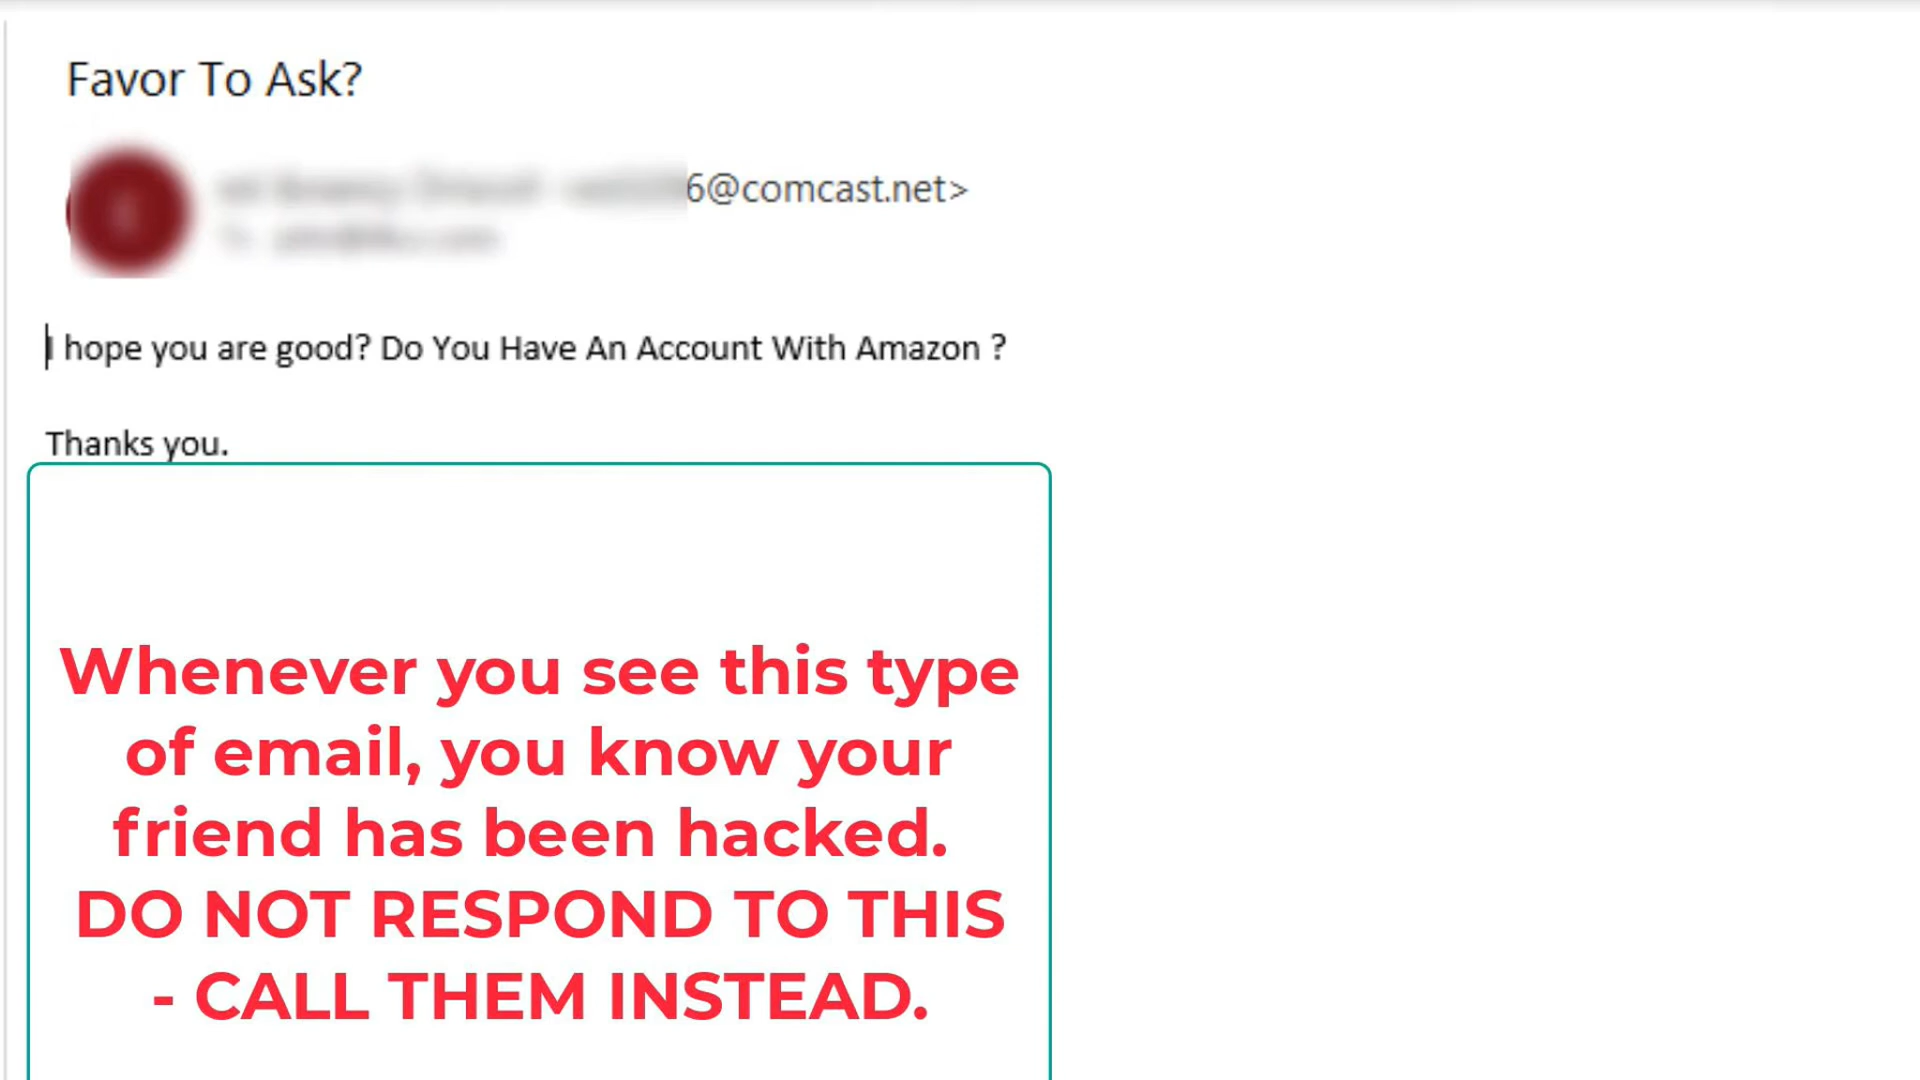 Favor To Ask?
6@comcast.net>
I hope you are good? Do You Have An Account With Amazon ?
Thanks you.
Whenever you see this type
of email, you know your
friend has been hacked.
DO NOT RESPOND TO THIS
- CALL THEM INSTEAD.